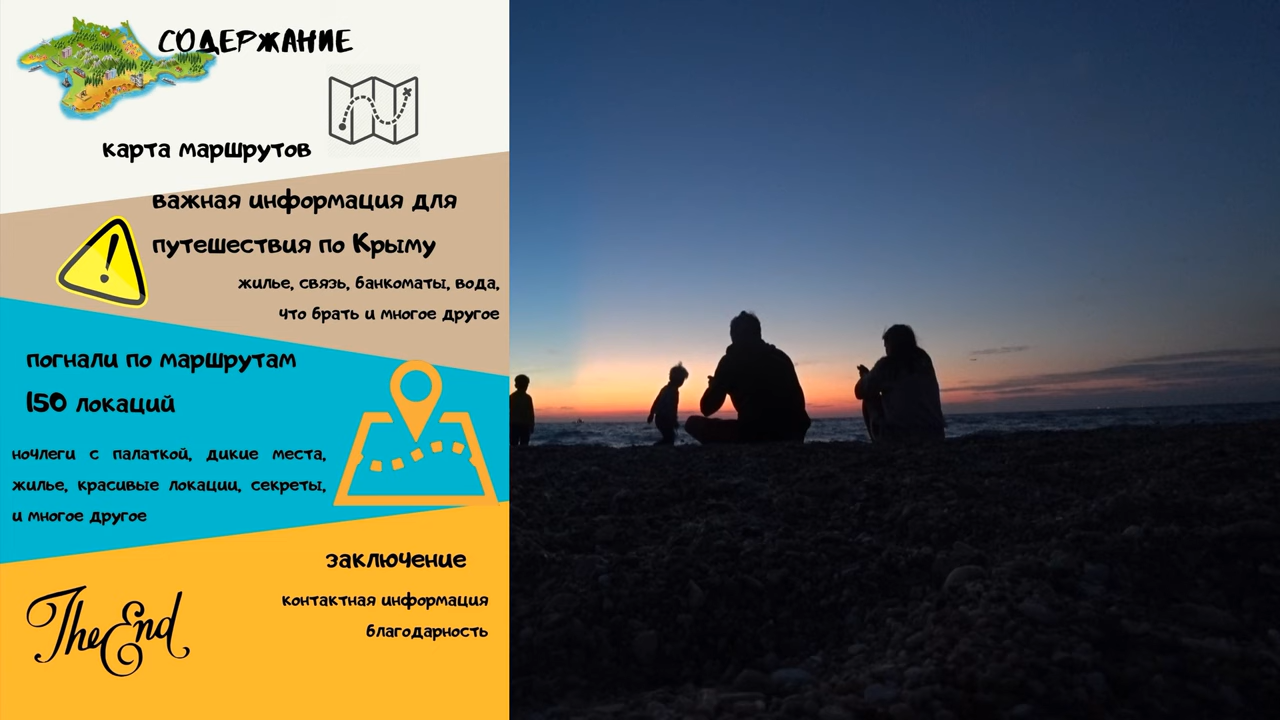 СОДЕРЖАНИЕ
карта маршрутов
важная информация для
путешествия по Крыму
жилье, связь, банкоматы, вода,
что брать и многое другое
погнали по маршрутам
150 локаций
ночлеги с палаткой, дикие места,
жилье, красивые локации, секреты,
и многое другое
заключение
контактная информация
благодарность
The End